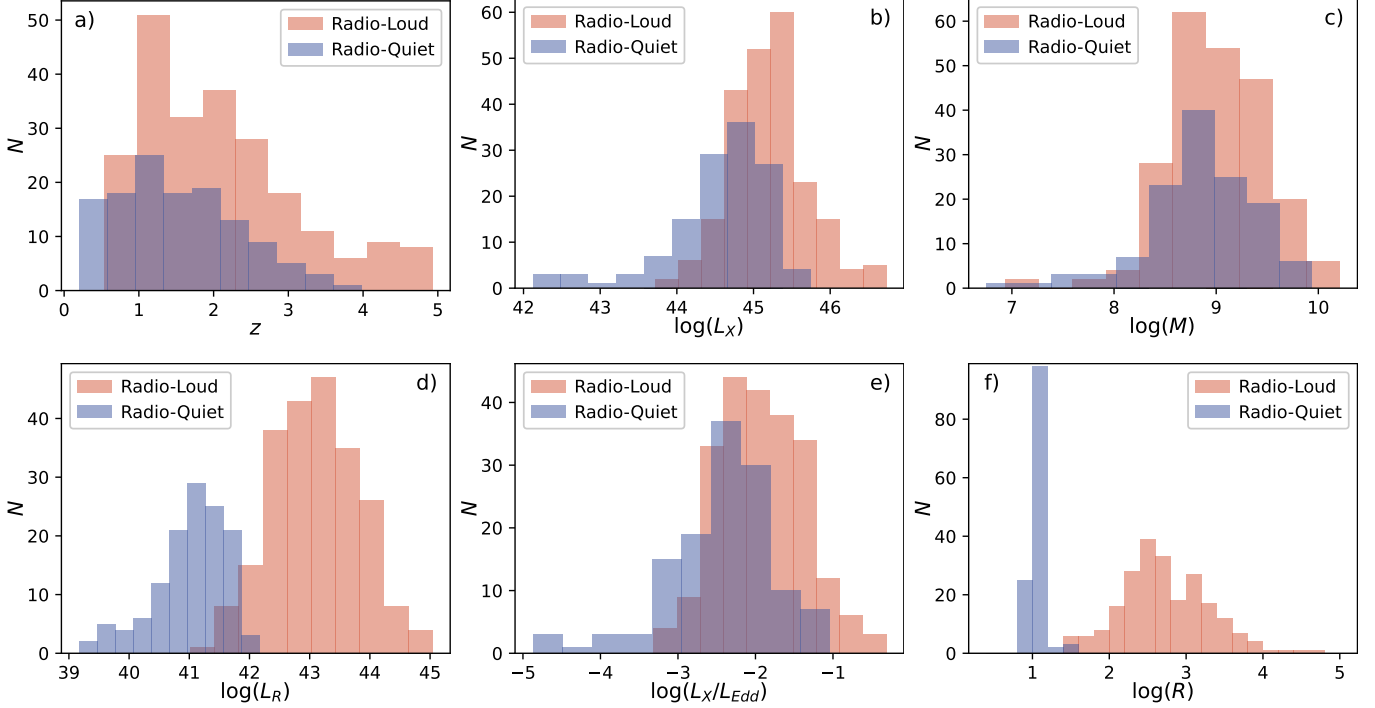 a)
Radio-Loud
Radio-Quiet
N
50
40
30
20
10
0
0 1 2 3 4 5
z
b)
Radio-Loud
Radio-Quiet
N
60
50
40
30
20
10
0
42 43 44 45 46
log(L_X)
c)
Radio-Loud
Radio-Quiet
N
60
50
40
30
20
10
0
7 8 9 10
log(M)
d)
Radio-Loud
Radio-Quiet
N
40
30
20
10
0
39 40 41 42 43 44 45
log(L_R)
e)
Radio-Loud
Radio-Quiet
N
40
30
20
10
0
−5 −4 −3 −2 −1
log(L_X/L_Edd)
f)
Radio-Loud
Radio-Quiet
N
80
60
40
20
0
1 2 3 4 5
log(R)